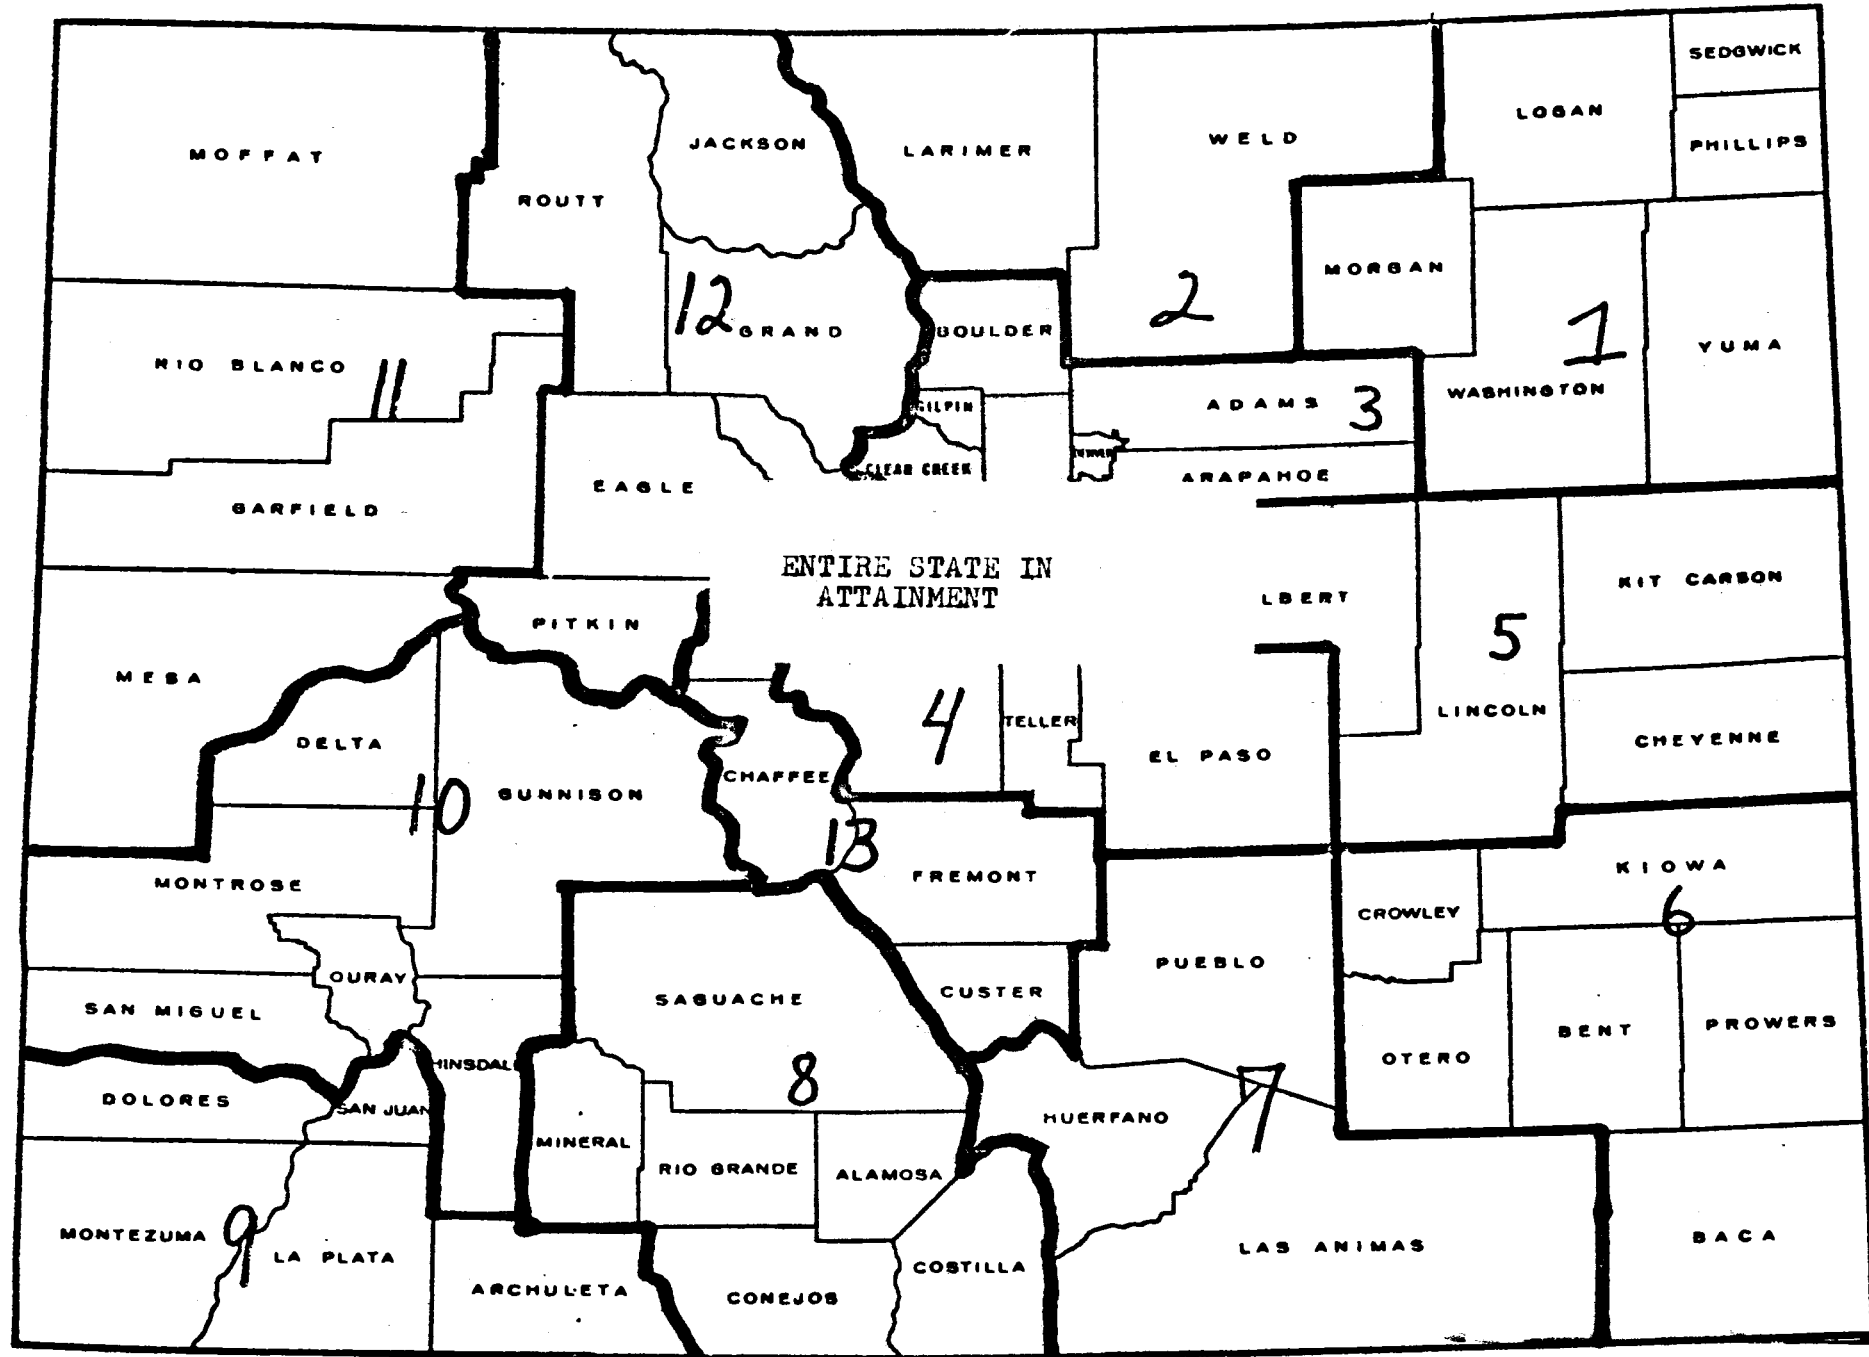 SEDGWICK
LOGAN
WELD
PHILLIPS
JACKSON
LARIMER
MOFFAT
ROUTT
MORGAN
2
12
GRAND
BOULDER
1
YUMA
RIO BLANCO
11
WASHINGTON
ADAMS
3
GILPIN
DENVER
CLEAR CREEK
ARAPAHOE
EAGLE
GARFIELD
ENTIRE STATE IN
ATTAINMENT
KIT CARSON
LBERT
PITKIN
5
MESA
LINCOLN
4
TELLER
DELTA
CHEYENNE
EL PASO
CHAFFEE
GUNNISON
10
13
MONTROSE
FREMONT
KIOWA
6
CROWLEY
PUEBLO
OURAY
CUSTER
SAGUACHE
SAN MIGUEL
PROWERS
BENT
OTERO
HINSDAL
8
7
DOLORES
SAN JUAN
HUERFANO
MINERAL
RIO GRANDE
ALAMOSA
MONTEZUMA
9
LA PLATA
LAS ANIMAS
BACA
COSTILLA
ARCHULETA
CONEJOS